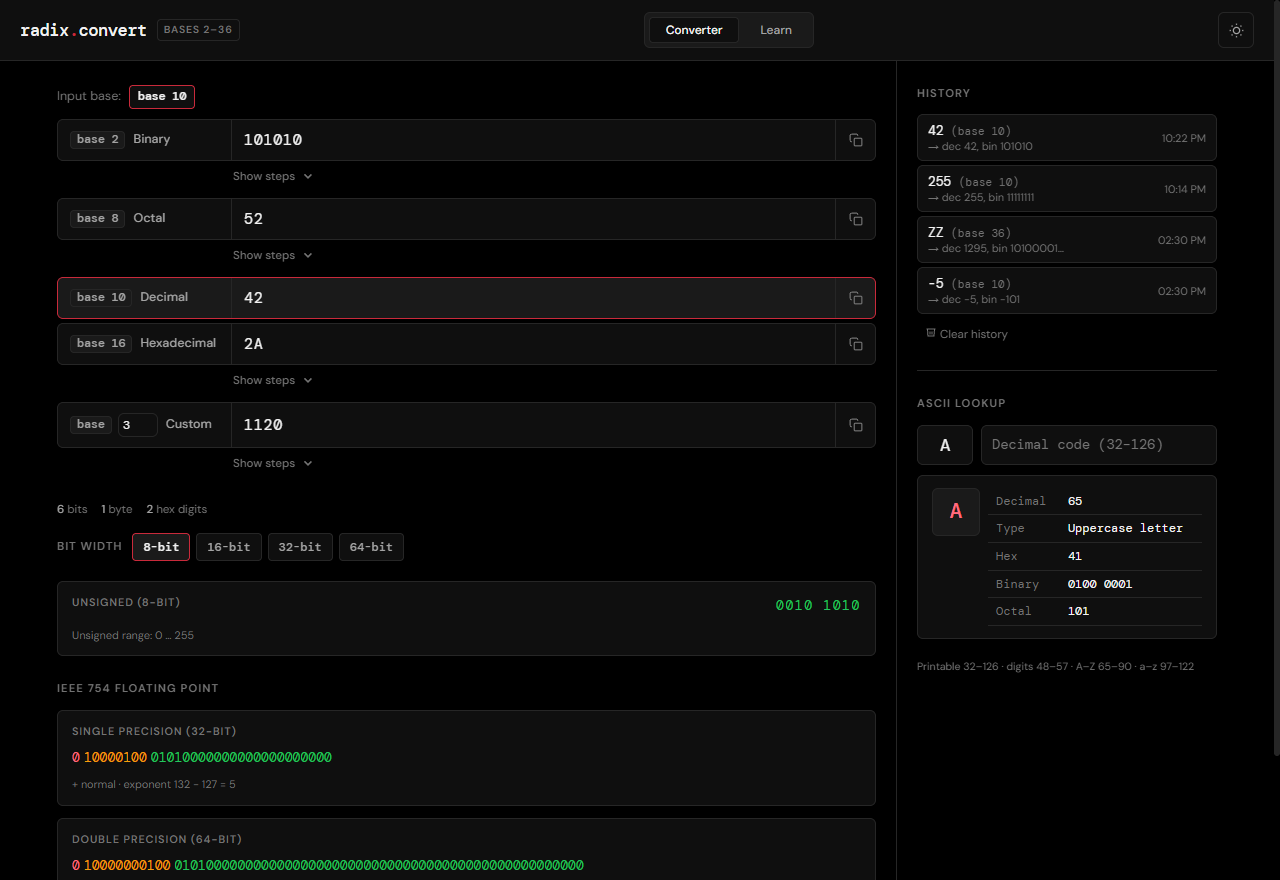 radix.convert BASES 2–36 Converter Learn
Input base: base 10
base 2 Binary 101010
Show steps
base 8 Octal 52
Show steps
base 10 Decimal 42
base 16 Hexadecimal 2A
Show steps
base 3 Custom 1120
Show steps
6 bits 1 byte 2 hex digits
BIT WIDTH 8-bit 16-bit 32-bit 64-bit
UNSIGNED (8-BIT) 0010 1010
Unsigned range: 0 … 255
IEEE 754 FLOATING POINT
SINGLE PRECISION (32-BIT)
0 10000100 01010000000000000000000
+ normal · exponent 132 − 127 = 5
DOUBLE PRECISION (64-BIT)
0 10000000100 0101000000000000000000000000000000000000000000000000
HISTORY
42 (base 10) 10:22 PM
→ dec 42, bin 101010
255 (base 10) 10:14 PM
→ dec 255, bin 11111111
ZZ (base 36) 02:30 PM
→ dec 1295, bin 10100001…
-5 (base 10) 02:30 PM
→ dec -5, bin -101
Clear history
ASCII LOOKUP
A Decimal code (32–126)
A
Decimal 65
Type Uppercase letter
Hex 41
Binary 0100 0001
Octal 101
Printable 32–126 · digits 48–57 · A–Z 65–90 · a–z 97–122